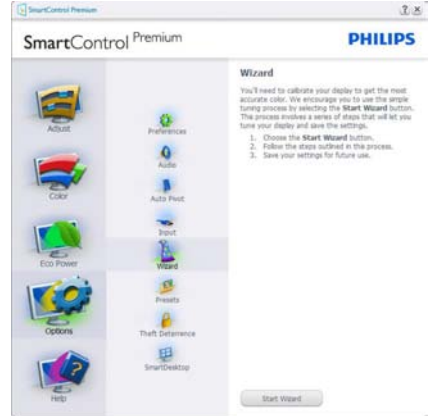 SmartControl Premium
SmartControl Premium
PHILIPS
Adjust
Color
Eco Power
Options
Help
Preferences
Audio
Auto Pivot
Input
Wizard
Presets
Theft Deterrence
SmartDesktop
Wizard
You'll need to calibrate your display to get the most
accurate color. We encourage you to use the simple
tuning process by selecting the Start Wizard button.
This process involves a series of steps that will let you
tune your display and save the settings.
1. Choose the Start Wizard button.
2. Follow the steps outlined in the process.
3. Save your settings for future use.
Start Wizard